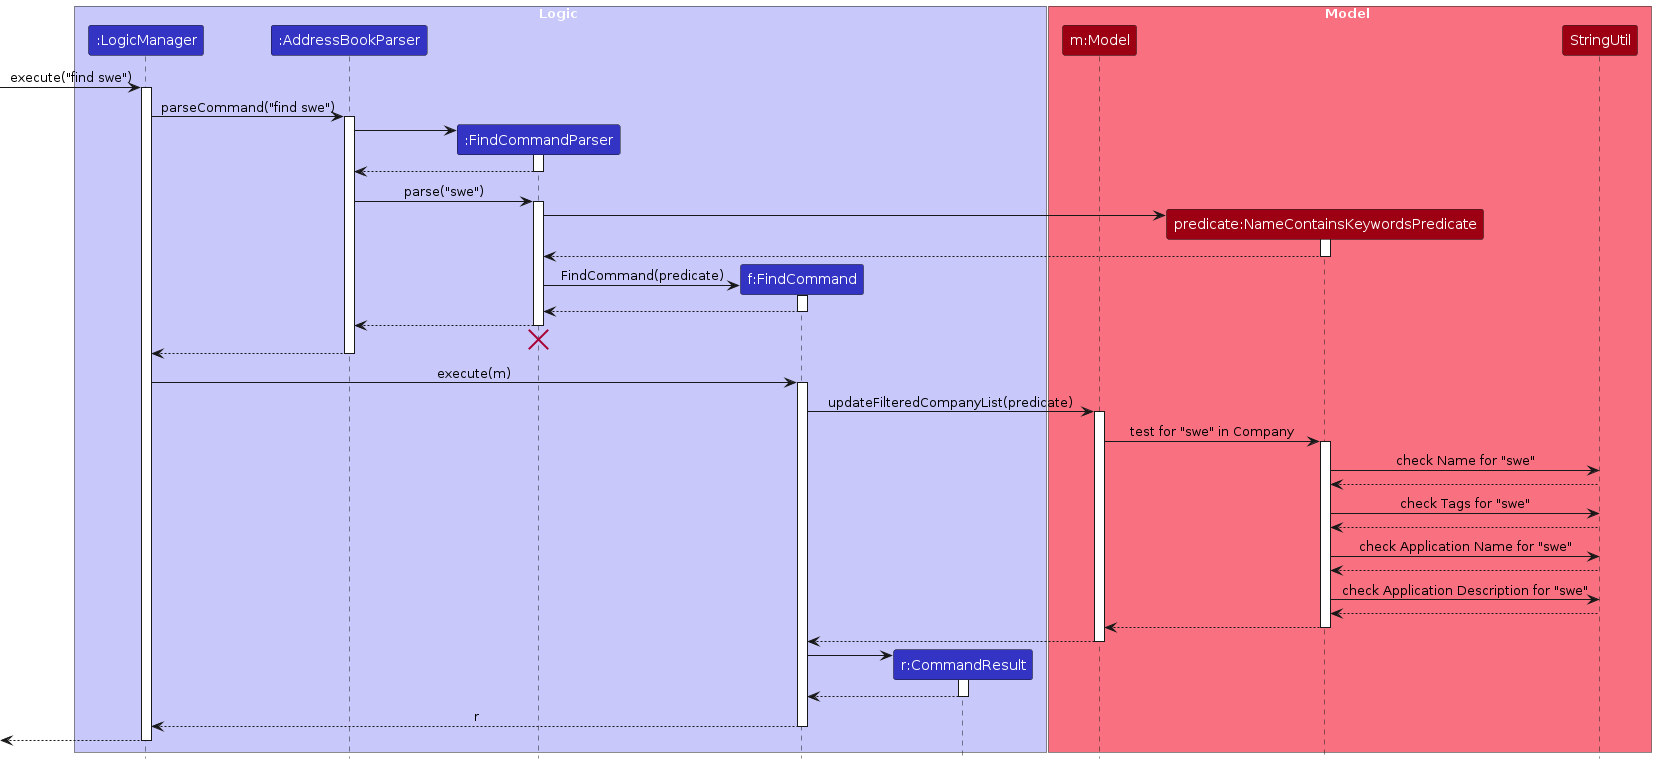 Logic
Model
:LogicManager
:AddressBookParser
m:Model
StringUtil
execute("find swe")
parseCommand("find swe")
:FindCommandParser
parse("swe")
predicate:NameContainsKeywordsPredicate
FindCommand(predicate)
f:FindCommand
execute(m)
updateFilteredCompanyList(predicate)
test for "swe" in Company
check Name for "swe"
check Tags for "swe"
check Application Name for "swe"
check Application Description for "swe"
r:CommandResult
r